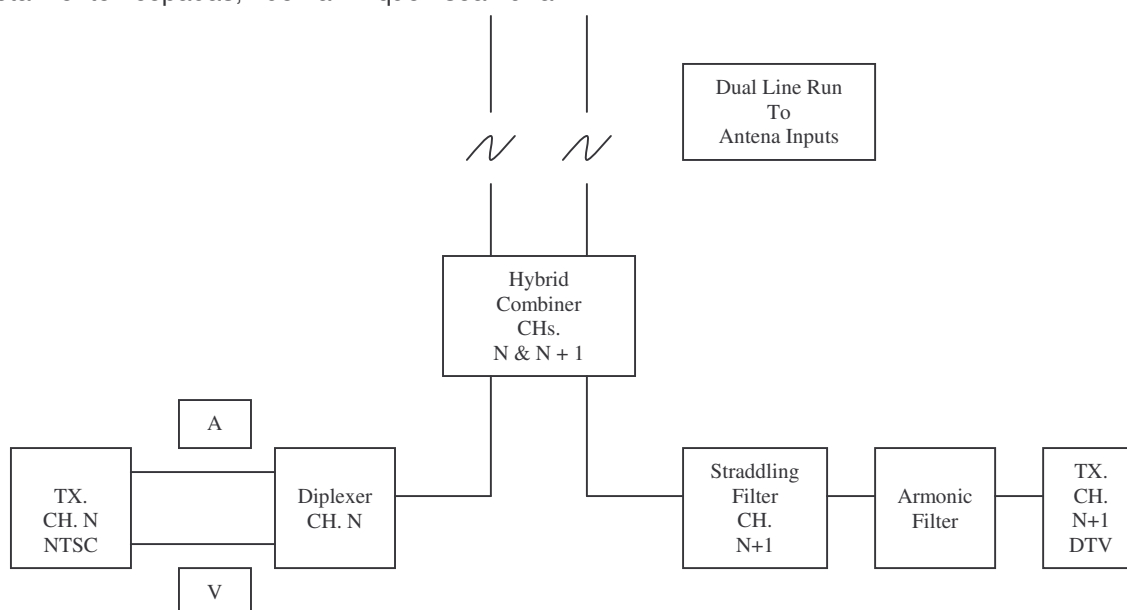 Dual Line Run
To
Antena Inputs
Hybrid
Combiner
CHs.
N & N + 1
A
TX.
CH. N
NTSC
Diplexer
CH. N
V
Straddling
Filter
CH.
N+1
Armonic
Filter
TX.
CH.
N+1
DTV